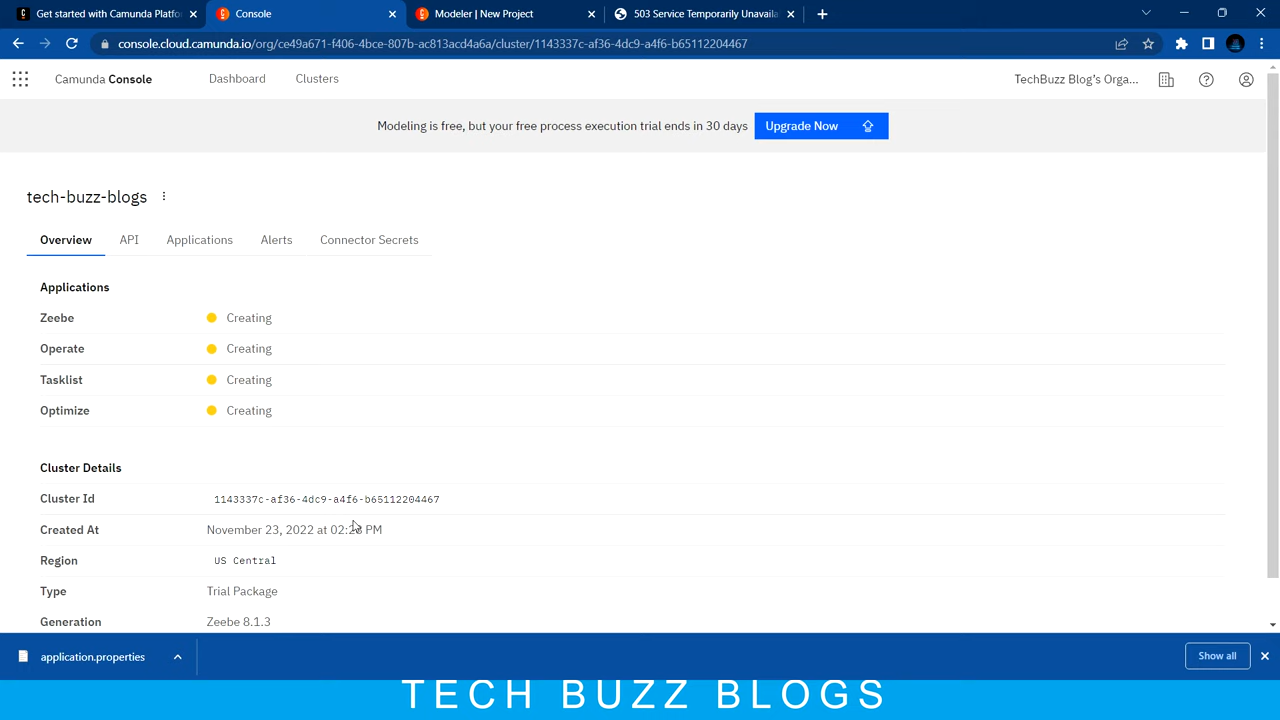 Get started with Camunda Platfo
Console
Modeler | New Project
503 Service Temporarily Unavaila
console.cloud.camunda.io/org/ce49a671-f406-4bce-807b-ac813acd4a6a/cluster/1143337c-af36-4dc9-a4f6-b65112204467
Camunda Console
Dashboard
Clusters
TechBuzz Blog's Orga...
Modeling is free, but your free process execution trial ends in 30 days
Upgrade Now
tech-buzz-blogs
Overview
API
Applications
Alerts
Connector Secrets
Applications
Zeebe
Creating
Operate
Creating
Tasklist
Creating
Optimize
Creating
Cluster Details
Cluster Id
1143337c-af36-4dc9-a4f6-b65112204467
Created At
November 23, 2022 at PM
Region
US Central
Type
Trial Package
Generation
Zeebe 8.1.3
application.properties
Show all
TECH BUZZ BLOGS